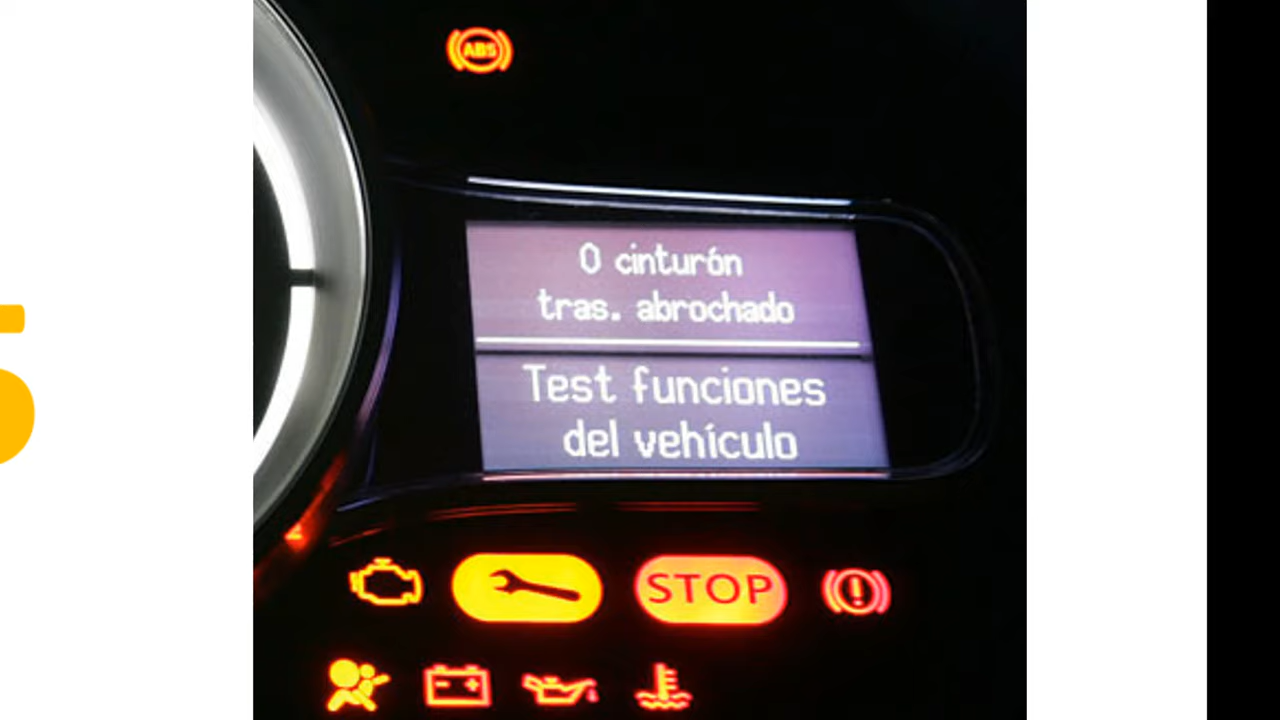 ABS
0 cinturón
tras. abrochado
Test funciones
del vehículo
STOP